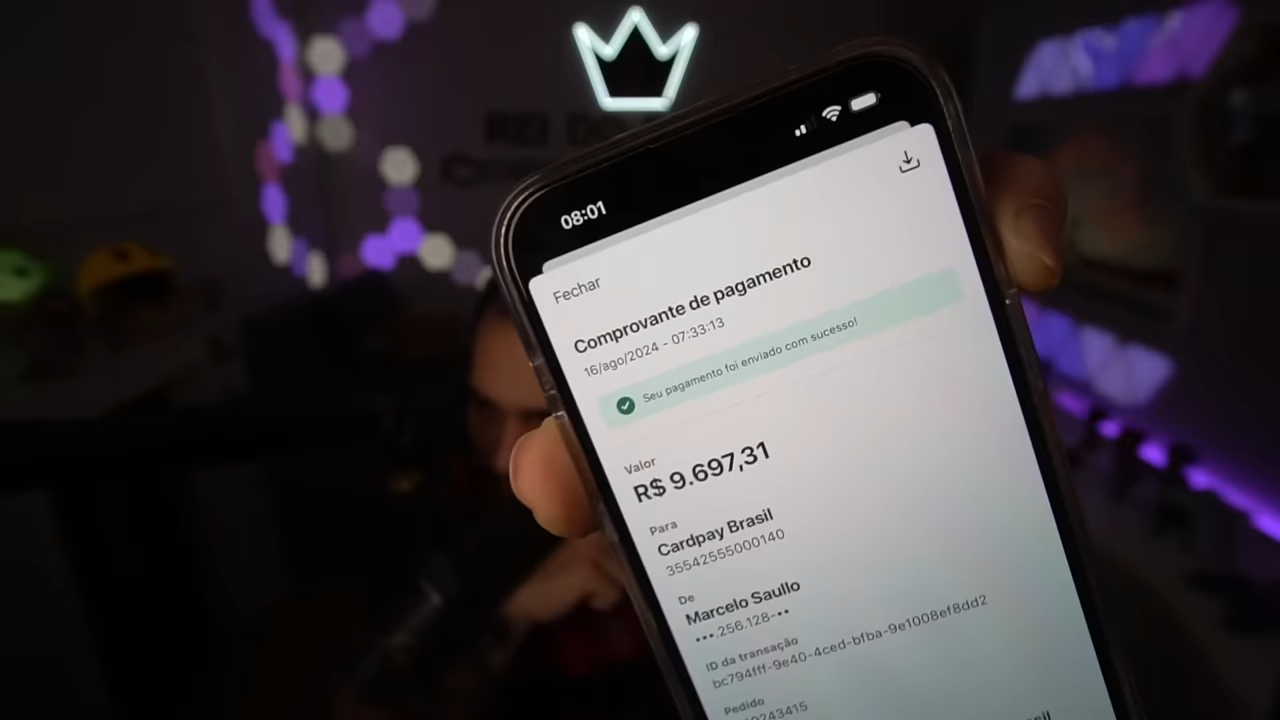 REI DO
08:01
Fechar
Comprovante de pagamento
16/ago/2024 - 07:33:13
Seu pagamento foi enviado com sucesso!
Valor
R$ 9.697,31
Para
Cardpay Brasil
35542555000140
De
Marcelo Saullo
•••.256.128-••
ID da transação
bc794fff-9e40-4ced-bfba-9e1008ef8dd2
Pedido